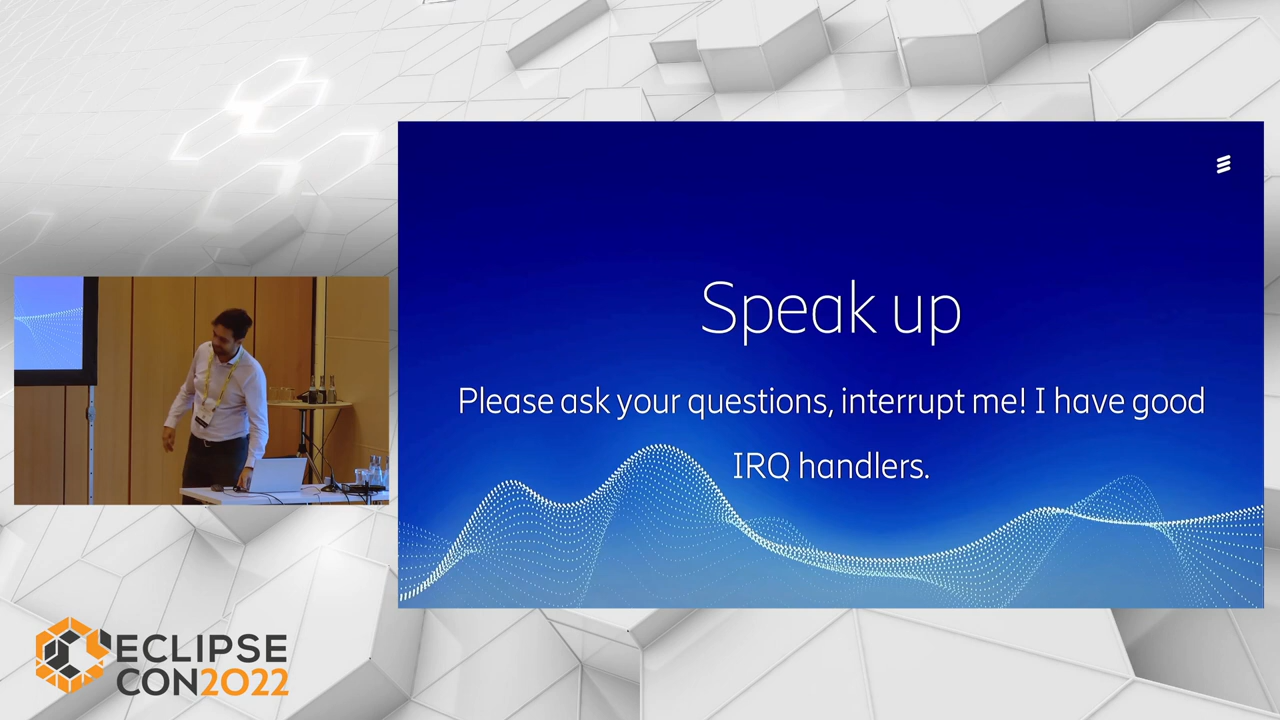 Speak up
Please ask your questions, interrupt me! I have good
IRQ handlers.
ECLIPSE
CON2022